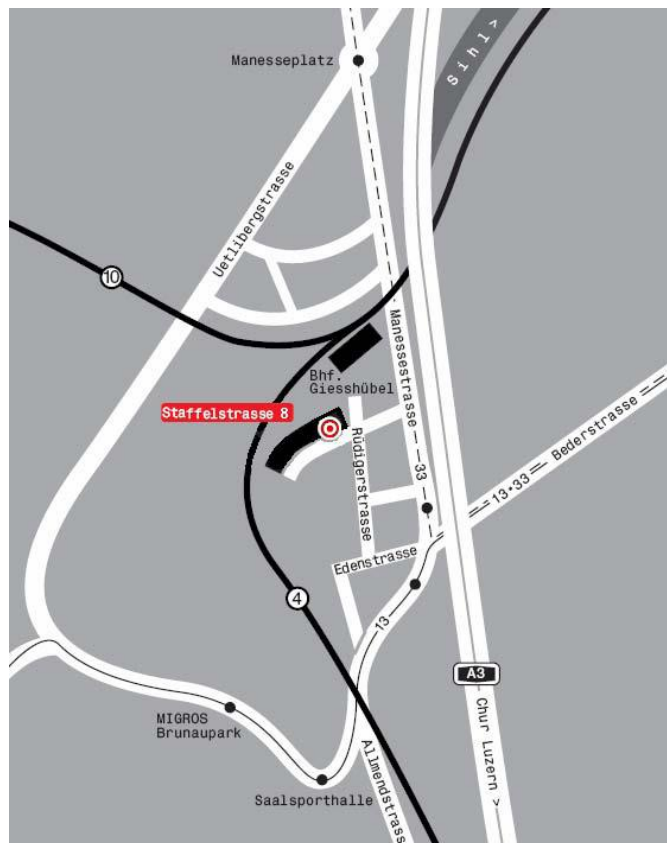 Manesseplatz
Sihl>
Uetlibergstrasse
10
Manessestrasse
Bhf.
Giesshübel
Staffelstrasse 8
Rüdigerstrasse
33
13•33
Bederstrasse
Edenstrasse
4
13
A3
MIGROS
Brunaupark
Chur Luzern >
Allmendstrass
Saalsporthalle